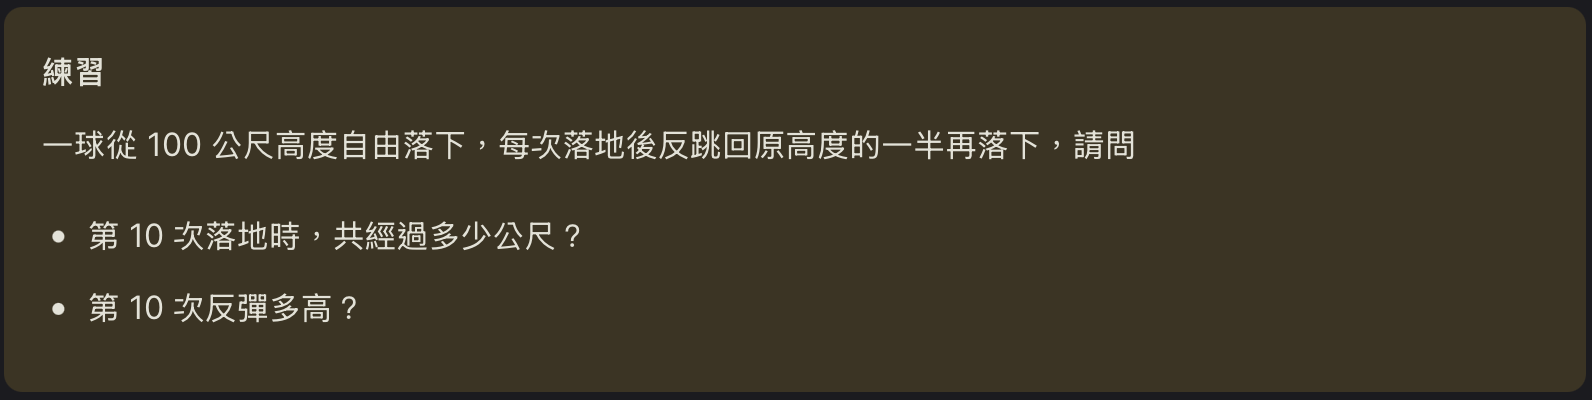 練習
一球從 100 公尺高度自由落下，每次落地後反跳回原高度的一半再落下，請問
• 第 10 次落地時，共經過多少公尺？
• 第 10 次反彈多高？